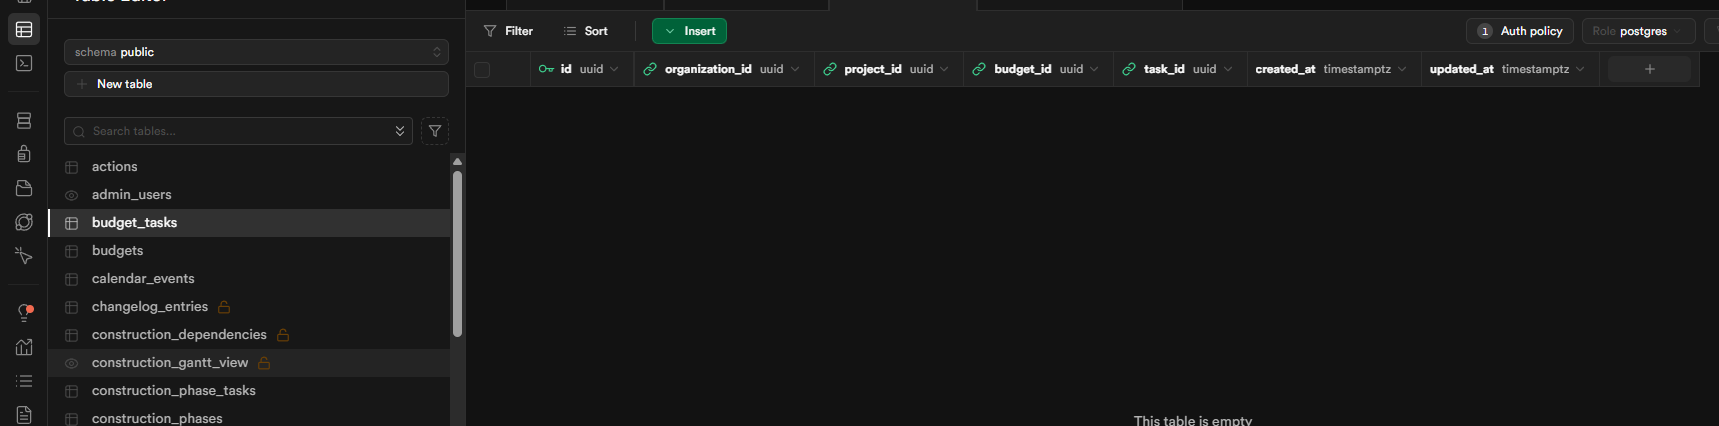 schema public
New table
Search tables...
actions
admin_users
budget_tasks
budgets
calendar_events
changelog_entries
construction_dependencies
construction_gantt_view
construction_phase_tasks
construction_phases
Filter
Sort
Insert
1 Auth policy
Role postgres
id uuid
organization_id uuid
project_id uuid
budget_id uuid
task_id uuid
created_at timestamptz
updated_at timestamptz
+
This table is empty